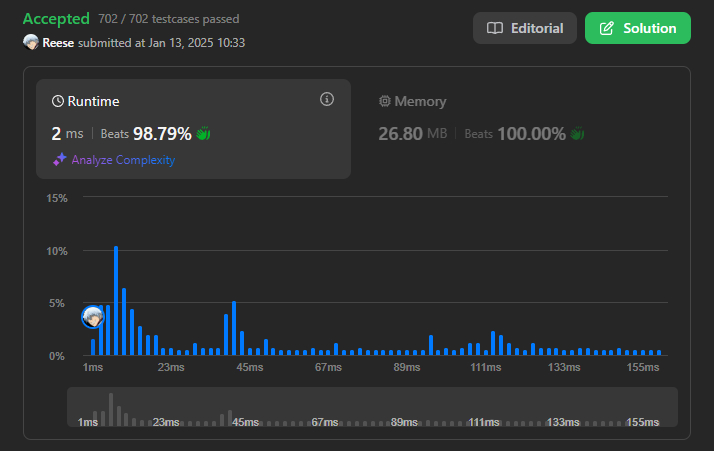 Accepted 702 / 702 testcases passed
Reese submitted at Jan 13, 2025 10:33
Editorial
Solution
Runtime
2 ms Beats 98.79%
Analyze Complexity
Memory
26.80 MB Beats 100.00%
15%
10%
5%
0%
1ms 23ms 45ms 67ms 89ms 111ms 133ms 155ms
1ms 23ms 45ms 67ms 89ms 111ms 133ms 155ms